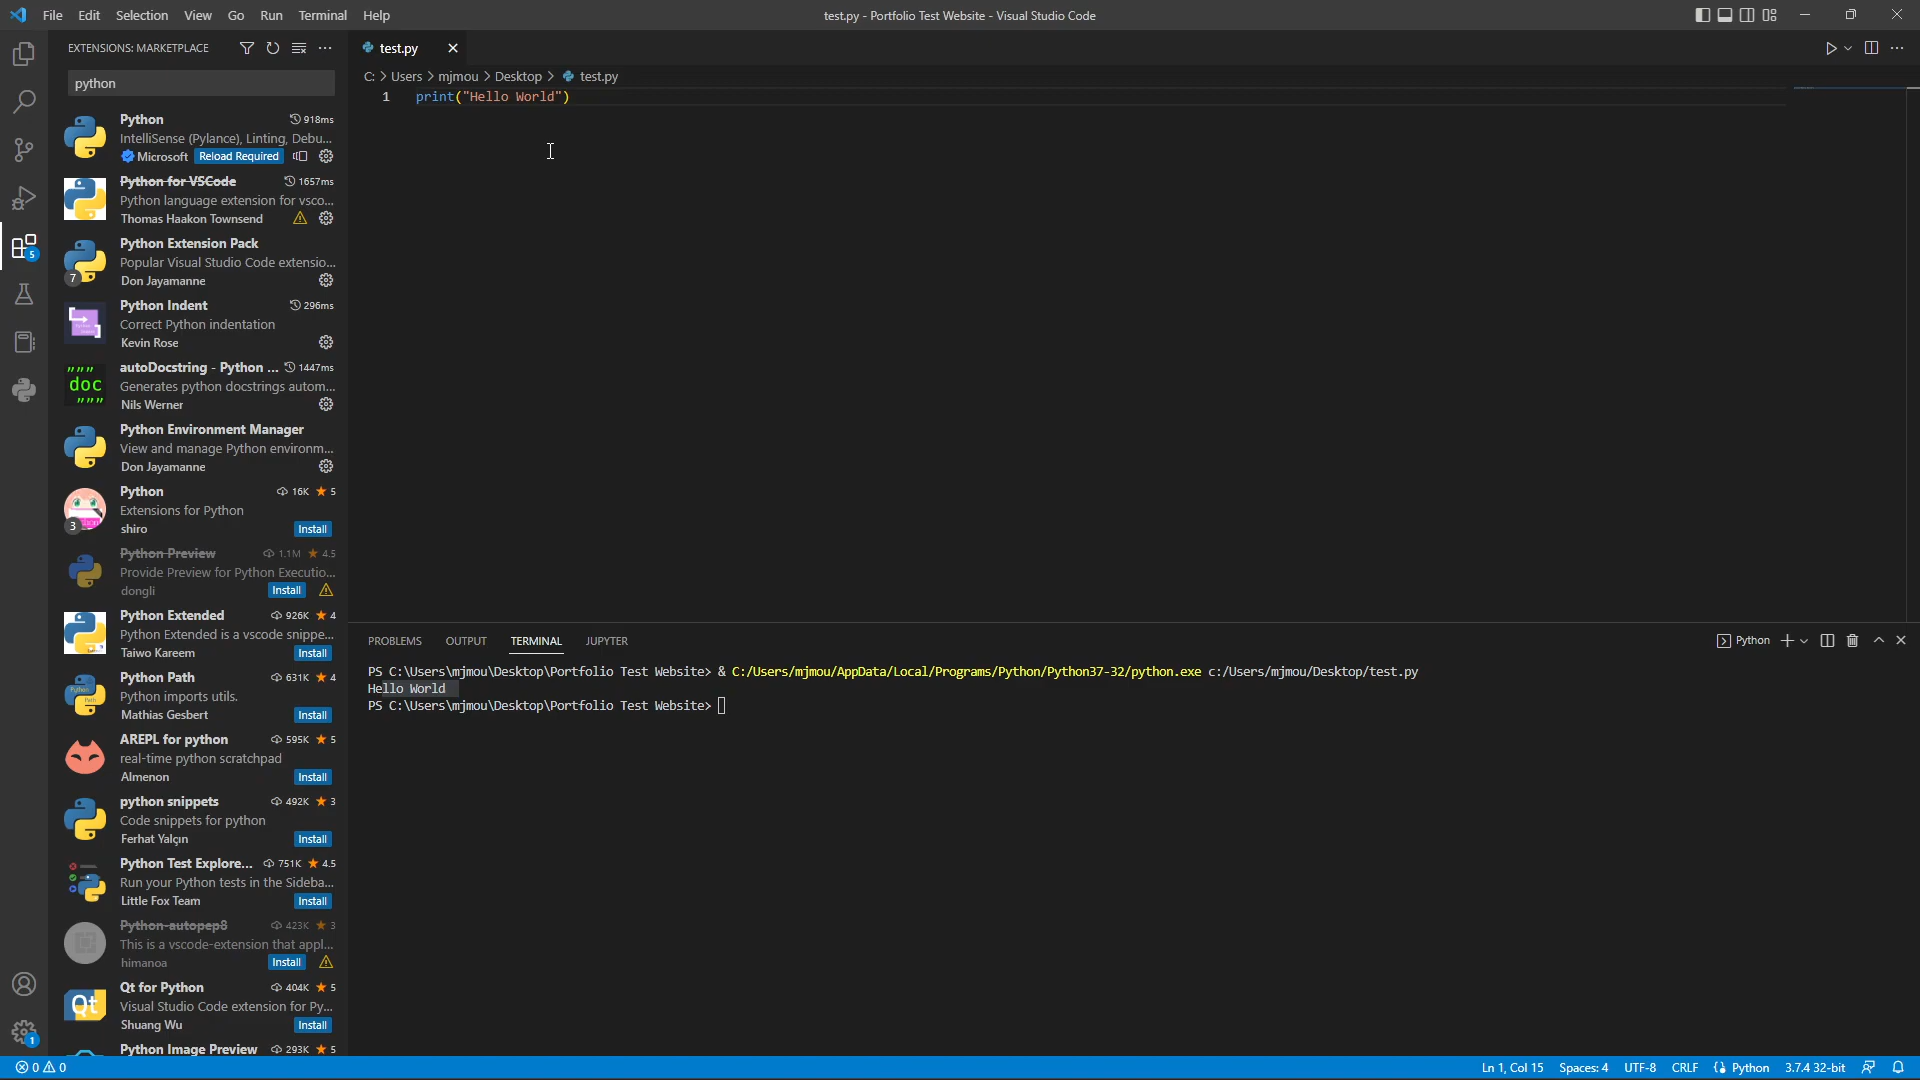 File Edit Selection View Go Run Terminal Help
test.py - Portfolio Test Website - Visual Studio Code
EXTENSIONS: MARKETPLACE
python
Python 918ms
IntelliSense (Pylance), Linting, Debu...
Microsoft Reload Required
Python for VSCode 1657ms
Python language extension for vsco...
Thomas Haakon Townsend
Python Extension Pack
Popular Visual Studio Code extensio...
7
Don Jayamanne
Python Indent 296ms
Correct Python indentation
Kevin Rose
autoDocstring - Python ... 1447ms
""" doc """
Generates python docstrings autom...
Nils Werner
Python Environment Manager
View and manage Python environm...
Don Jayamanne
Python 16K 5
Extensions for Python
3
shiro Install
Python Preview 1.1M 4.5
Provide Preview for Python Executio...
dongli Install
Python Extended 926K 4
Python Extended is a vscode snippe...
Taiwo Kareem Install
Python Path 631K 4
Python imports utils.
Mathias Gesbert Install
AREPL for python 595K 5
real-time python scratchpad
Almenon Install
python snippets 492K 3
Code snippets for python
Ferhat Yalçın Install
Python Test Explore... 751K 4.5
Run your Python tests in the Sideba...
Little Fox Team Install
Python-autopep8 423K 3
This is a vscode-extension that appl...
himanoa Install
Qt for Python 404K 5
Qt
Visual Studio Code extension for Py...
Shuang Wu Install
Python Image Preview 293K 5
5
1
test.py
C: > Users > mjmou > Desktop > test.py
1 print("Hello World")
PROBLEMS OUTPUT TERMINAL JUPYTER
Python
PS C:\Users\mjmou\Desktop\Portfolio Test Website> & C:/Users/mjmou/AppData/Local/Programs/Python/Python37-32/python.exe c:/Users/mjmou/Desktop/test.py
Hello World
PS C:\Users\mjmou\Desktop\Portfolio Test Website>
0 0
Ln 1, Col 15 Spaces: 4 UTF-8 CRLF Python 3.7.4 32-bit